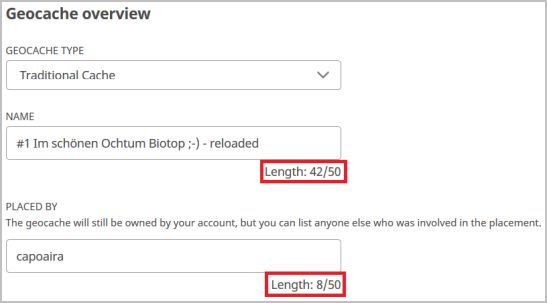 Geocache overview
GEOCACHE TYPE
Traditional Cache
NAME
#1 Im schönen Ochtum Biotop ;-) - reloaded
Length: 42/50
PLACED BY
The geocache will still be owned by your account, but you can list anyone else who was involved in the placement.
capoaira
Length: 8/50